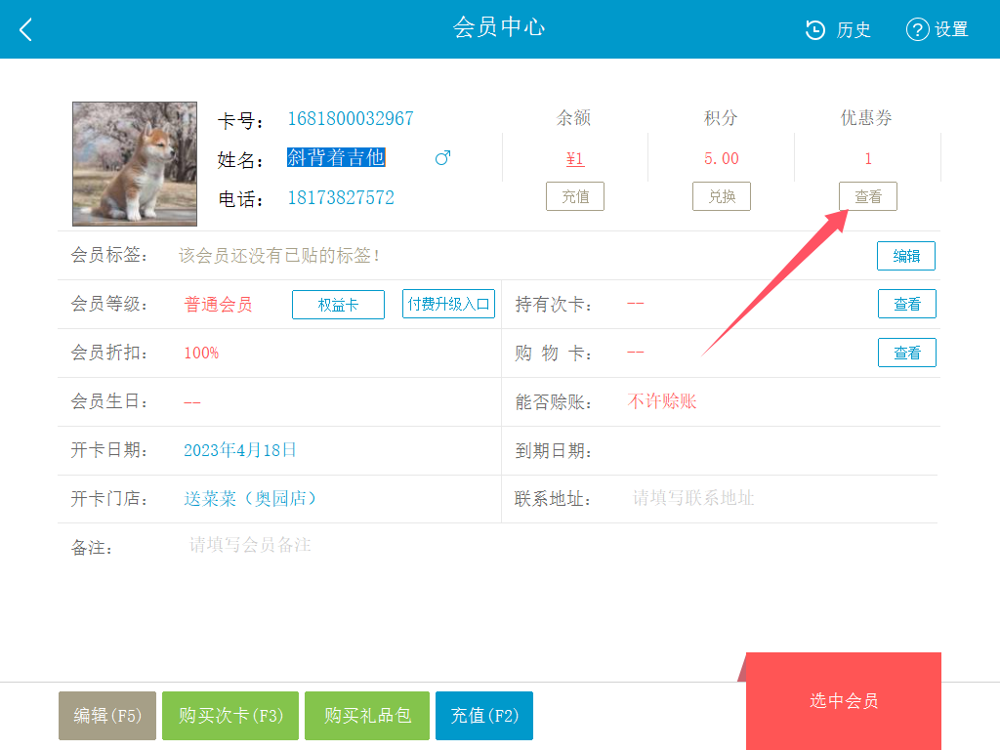 会员中心
历史
? 设置
卡号： 1681800032967
姓名： 斜背着吉他
电话： 18173827572
余额 积分 优惠券
¥1 5.00 1
充值 兑换 查看
会员标签： 该会员还没有已贴的标签！ 编辑
会员等级： 普通会员 权益卡 付费升级入口 持有次卡： -- 查看
会员折扣： 100% 购 物 卡： -- 查看
会员生日： -- 能否赊账： 不许赊账
开卡日期： 2023年4月18日 到期日期：
开卡门店： 送菜菜（奥园店） 联系地址： 请填写联系地址
备注： 请填写会员备注
编辑(F5) 购买次卡(F3) 购买礼品包 充值(F2) 选中会员